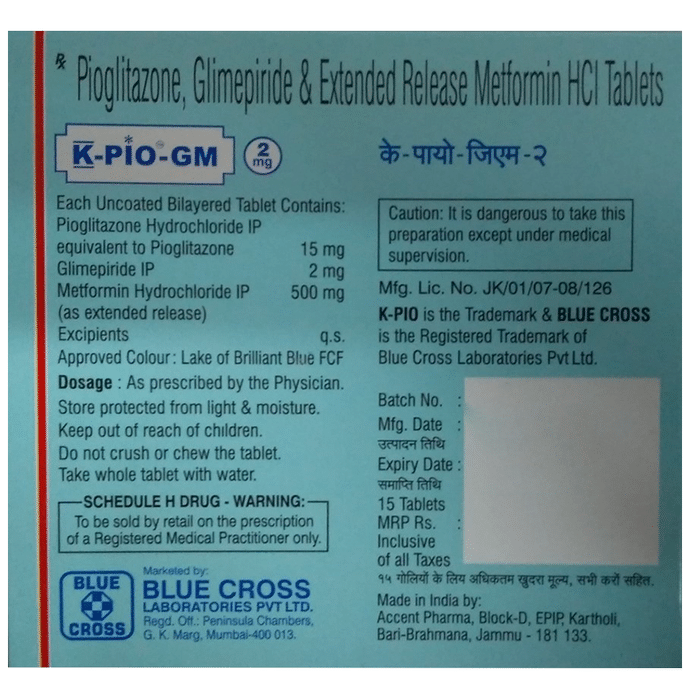 Rx Pioglitazone, Glimepiride & Extended Release Metformin HCl Tablets
K-PIO-GM 2 mg
के-पायो-जिएम-२
Each Uncoated Bilayered Tablet Contains:
Pioglitazone Hydrochloride IP
equivalent to Pioglitazone 15 mg
Glimepiride IP 2 mg
Metformin Hydrochloride IP 500 mg
(as extended release)
Excipients q.s.
Approved Colour : Lake of Brilliant Blue FCF
Dosage : As prescribed by the Physician.
Store protected from light & moisture.
Keep out of reach of children.
Do not crush or chew the tablet.
Take whole tablet with water.
SCHEDULE H DRUG - WARNING:
To be sold by retail on the prescription
of a Registered Medical Practitioner only.
BLUE
CROSS
Marketed by:
BLUE CROSS
LABORATORIES PVT LTD.
Regd. Off.: Peninsula Chambers,
G. K. Marg, Mumbai-400 013.
Caution: It is dangerous to take this
preparation except under medical
supervision.
Mfg. Lic. No. JK/01/07-08/126
K-PIO is the Trademark & BLUE CROSS
is the Registered Trademark of
Blue Cross Laboratories Pvt Ltd.
Batch No. :
Mfg. Date :
उत्पादन तिथि
Expiry Date :
समाप्ति तिथि
15 Tablets
MRP Rs. :
Inclusive
of all Taxes
१५ गोलियों के लिय अधिकतम खुदरा मूल्य, सभी करों सहित.
Made in India by:
Accent Pharma, Block-D, EPIP, Kartholi,
Bari-Brahmana, Jammu - 181 133.